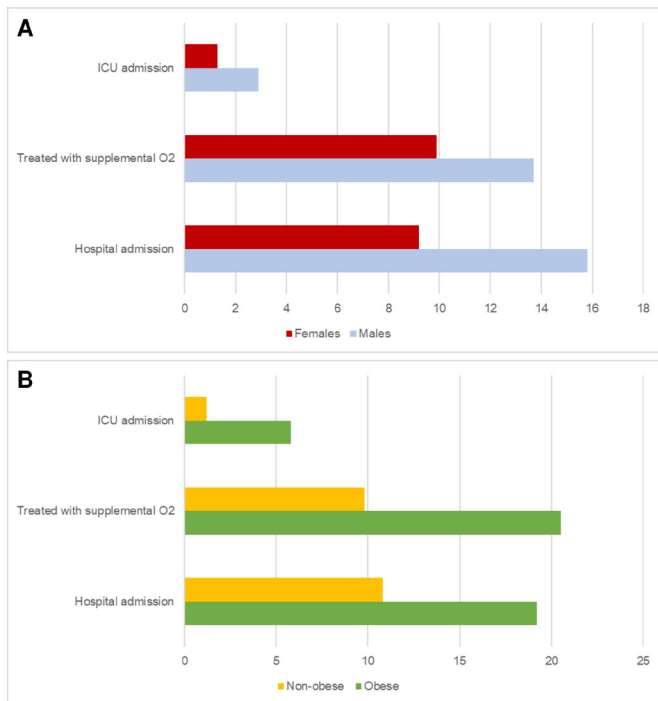 A
ICU admission
Treated with supplemental O2
Hospital admission
0 2 4 6 8 10 12 14 16 18
Females Males
B
ICU admission
Treated with supplemental O2
Hospital admission
0 5 10 15 20 25
Non-obese Obese